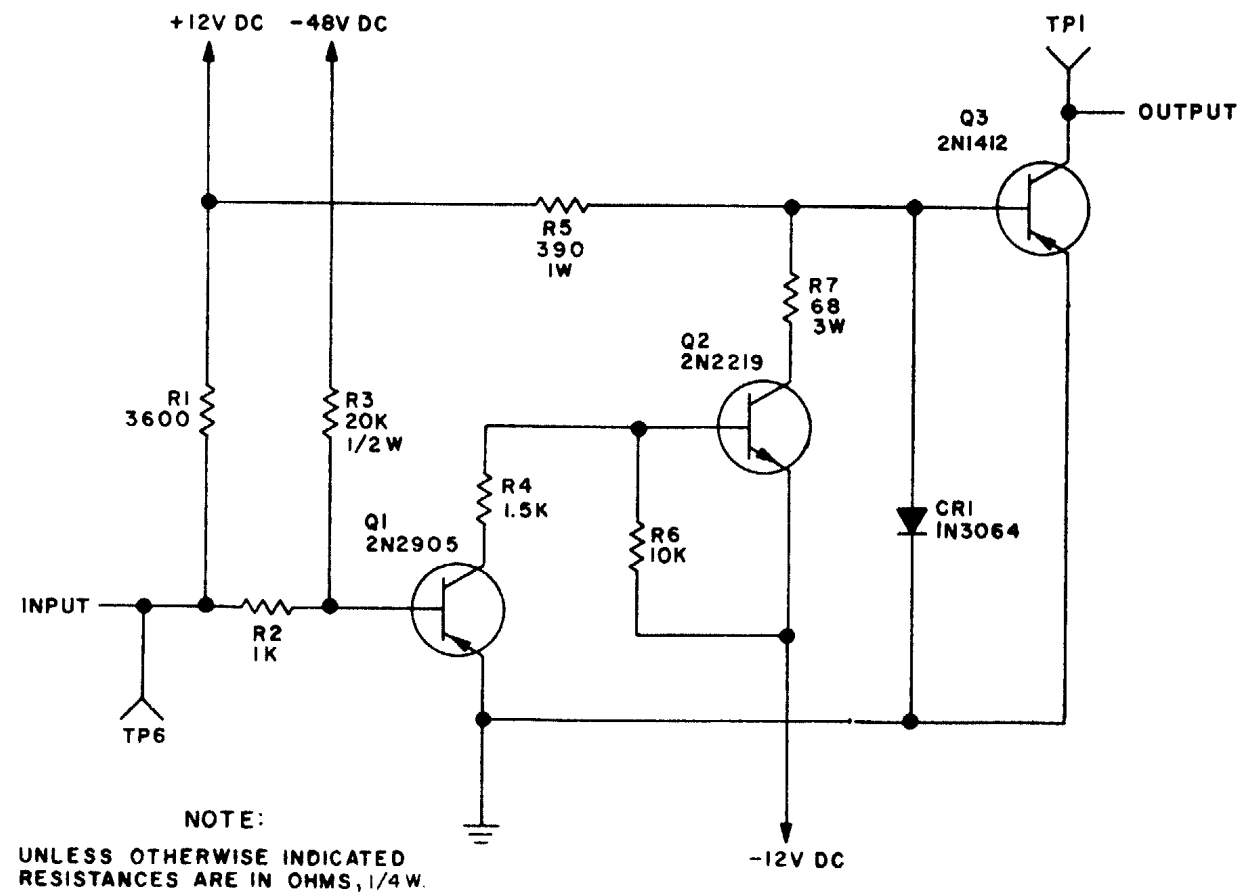 +12V DC
-48V DC
TP1
OUTPUT
Q3
2N1412
R5
390
1W
R7
68
3W
Q2
2N2219
R1
3600
R3
20K
1/2W
R4
1.5K
Q1
2N2905
R6
10K
CR1
1N3064
INPUT
R2
1K
TP6
NOTE:
UNLESS OTHERWISE INDICATED
RESISTANCES ARE IN OHMS, 1/4W.
-12V DC